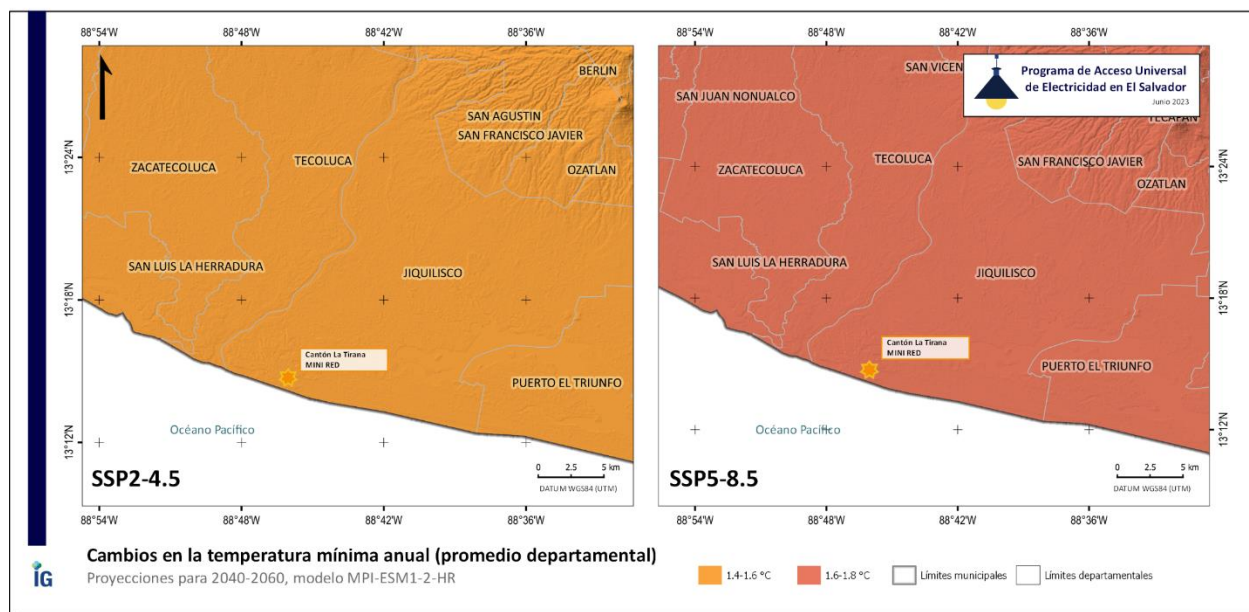 88°54'W
88°48'W
88°42'W
88°36'W
BERLIN
SAN AGUSTIN
SAN FRANCISCO JAVIER
OZATLAN
ZACATECOLUCA
TECOLUCA
SAN LUIS LA HERRADURA
JIQUILISCO
PUERTO EL TRIUNFO
Cantón La Tirana
MINI RED
Océano Pacífico
13°24'N
13°18'N
13°12'N
SSP2-4.5
0 2.5 5 km
DATUM WGS84 (UTM)
88°54'W
88°48'W
88°42'W
88°36'W
88°54'W
88°48'W
88°42'W
88°36'W
Programa de Acceso Universal
de Electricidad en El Salvador
Junio 2023
SAN VICEN
SAN JUAN NONUALCO
TECAPAN
TECOLUCA
SAN FRANCISCO JAVIER
ZACATECOLUCA
OZATLAN
SAN LUIS LA HERRADURA
JIQUILISCO
Cantón La Tirana
MINI RED
PUERTO EL TRIUNFO
Océano Pacífico
13°24'N
13°18'N
13°12'N
13°24'N
13°18'N
13°12'N
SSP5-8.5
0 2.5 5 km
DATUM WGS84 (UTM)
88°54'W
88°48'W
88°42'W
88°36'W
Cambios en la temperatura mínima anual (promedio departamental)
Proyecciones para 2040-2060, modelo MPI-ESM1-2-HR
1.4-1.6 °C
1.6-1.8 °C
Límites municipales
Límites departamentales
iG